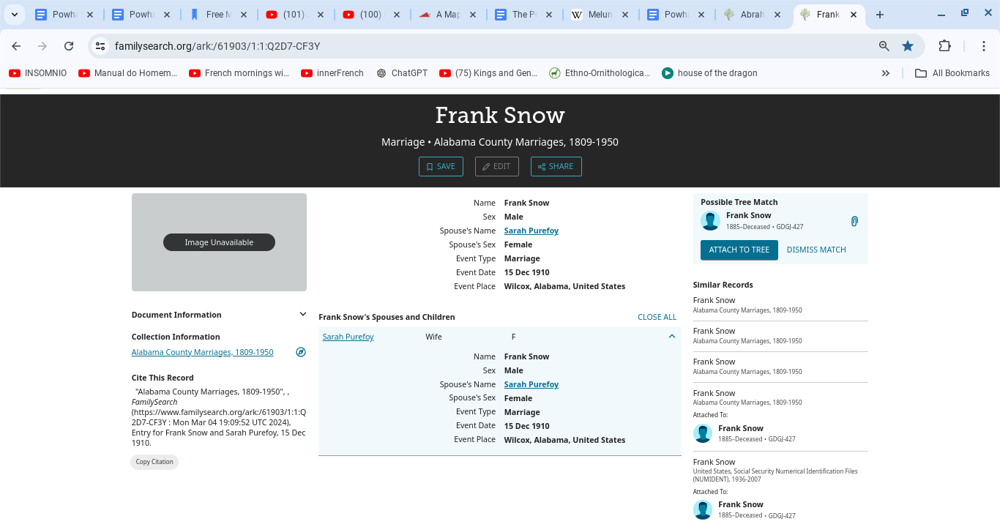 Powha
Powha
Free M
(101)
(100)
A Map
The P
Melun
Powha
Abrah
Frank
familysearch.org/ark:/61903/1:1:Q2D7-CF3Y
INSOMNIO
Manual do Homem...
French mornings wi...
innerFrench
ChatGPT
(75) Kings and Gen...
Ethno-Ornithologica...
house of the dragon
All Bookmarks
Frank Snow
Marriage • Alabama County Marriages, 1809-1950
SAVE
EDIT
SHARE
Image Unavailable
Document Information
Collection Information
Alabama County Marriages, 1809-1950
Cite This Record
"Alabama County Marriages, 1809-1950", ,
FamilySearch
(https://www.familysearch.org/ark:/61903/1:1:Q
2D7-CF3Y : Mon Mar 04 19:09:52 UTC 2024),
Entry for Frank Snow and Sarah Purefoy, 15 Dec
1910.
Copy Citation
Name Frank Snow
Sex Male
Spouse's Name Sarah Purefoy
Spouse's Sex Female
Event Type Marriage
Event Date 15 Dec 1910
Event Place Wilcox, Alabama, United States
Frank Snow's Spouses and Children
CLOSE ALL
Sarah Purefoy Wife F
Name Frank Snow
Sex Male
Spouse's Name Sarah Purefoy
Spouse's Sex Female
Event Type Marriage
Event Date 15 Dec 1910
Event Place Wilcox, Alabama, United States
Possible Tree Match
Frank Snow
1885–Deceased • GDGJ-427
ATTACH TO TREE
DISMISS MATCH
Similar Records
Frank Snow
Alabama County Marriages, 1809-1950
Frank Snow
Alabama County Marriages, 1809-1950
Frank Snow
Alabama County Marriages, 1809-1950
Frank Snow
Alabama County Marriages, 1809-1950
Attached To:
Frank Snow
1885–Deceased • GDGJ-427
Frank Snow
United States, Social Security Numerical Identification Files
(NUMIDENT), 1936-2007
Attached To:
Frank Snow
1885–Deceased • GDGJ-427